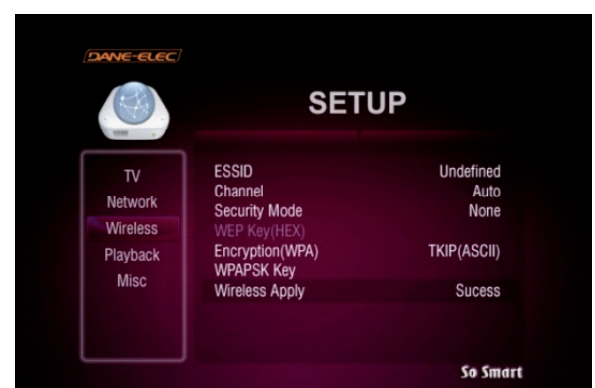 DANE-ELEC
SETUP
TV
Network
Wireless
Playback
Misc
ESSID Undefined
Channel Auto
Security Mode None
WEP Key(HEX)
Encryption(WPA) TKIP(ASCII)
WPAPSK Key
Wireless Apply Sucess
So Smart